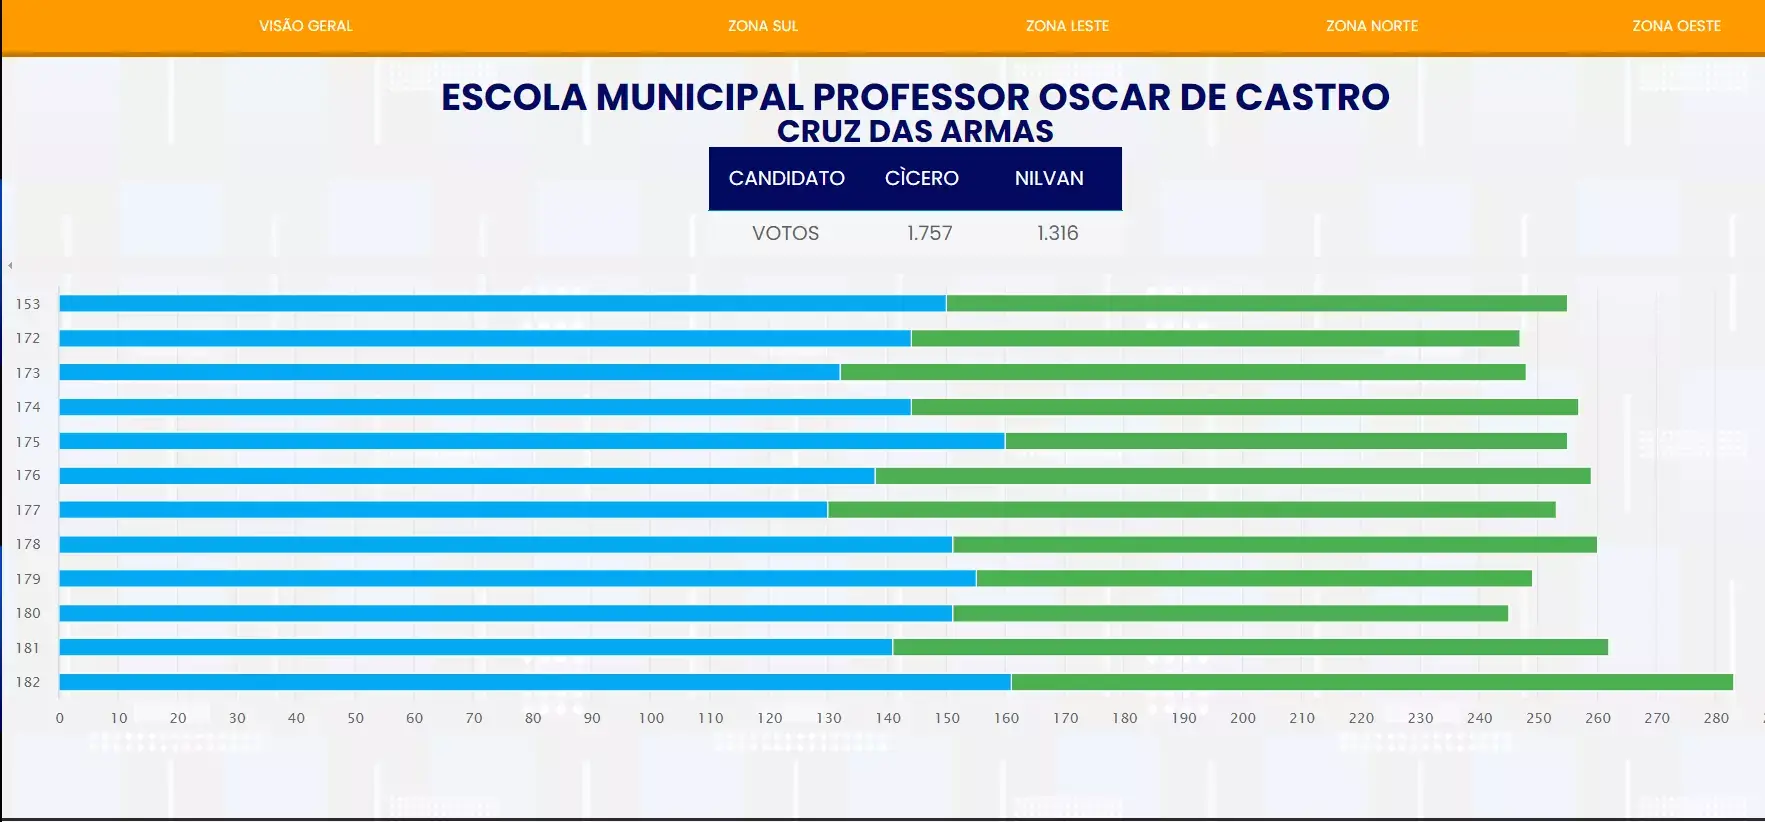 VISÃO GERAL ZONA SUL ZONA LESTE ZONA NORTE ZONA OESTE
ESCOLA MUNICIPAL PROFESSOR OSCAR DE CASTRO
CRUZ DAS ARMAS
CANDIDATO CÌCERO NILVAN
VOTOS 1.757 1.316
153
172
173
174
175
176
177
178
179
180
181
182
0 10 20 30 40 50 60 70 80 90 100 110 120 130 140 150 160 170 180 190 200 210 220 230 240 250 260 270 280